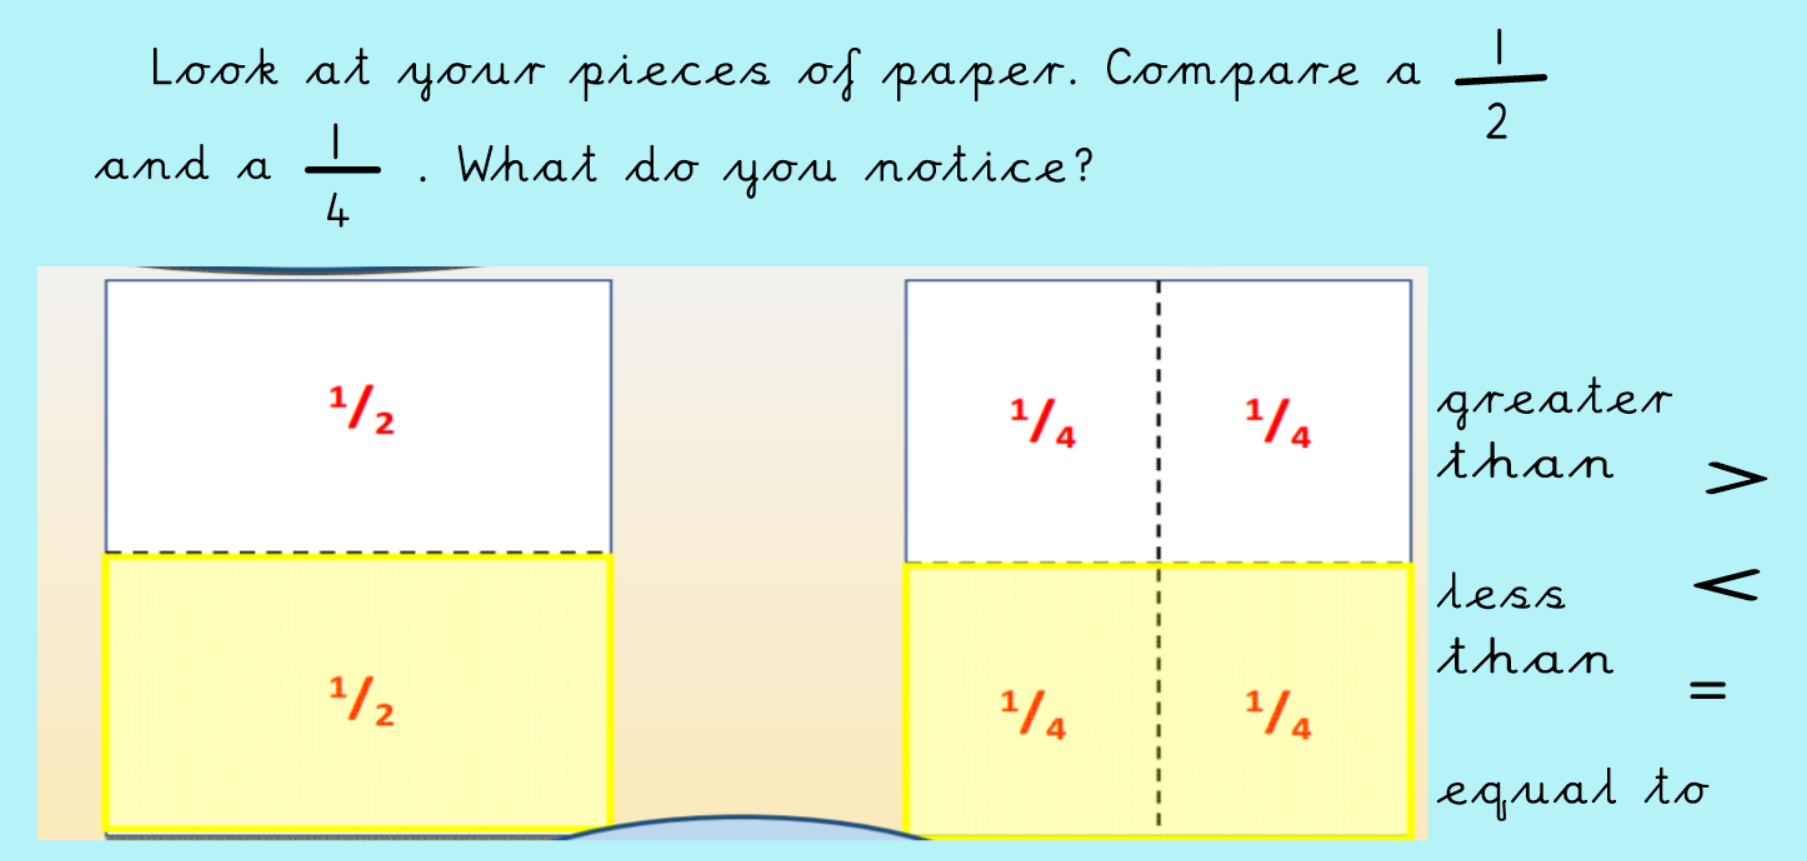 Look at your pieces of paper. Compare a 1/2
and a 1/4. What do you notice?
1/2
1/4 1/4
greater
than >
less <
than
=
1/2
1/4 1/4
equal to